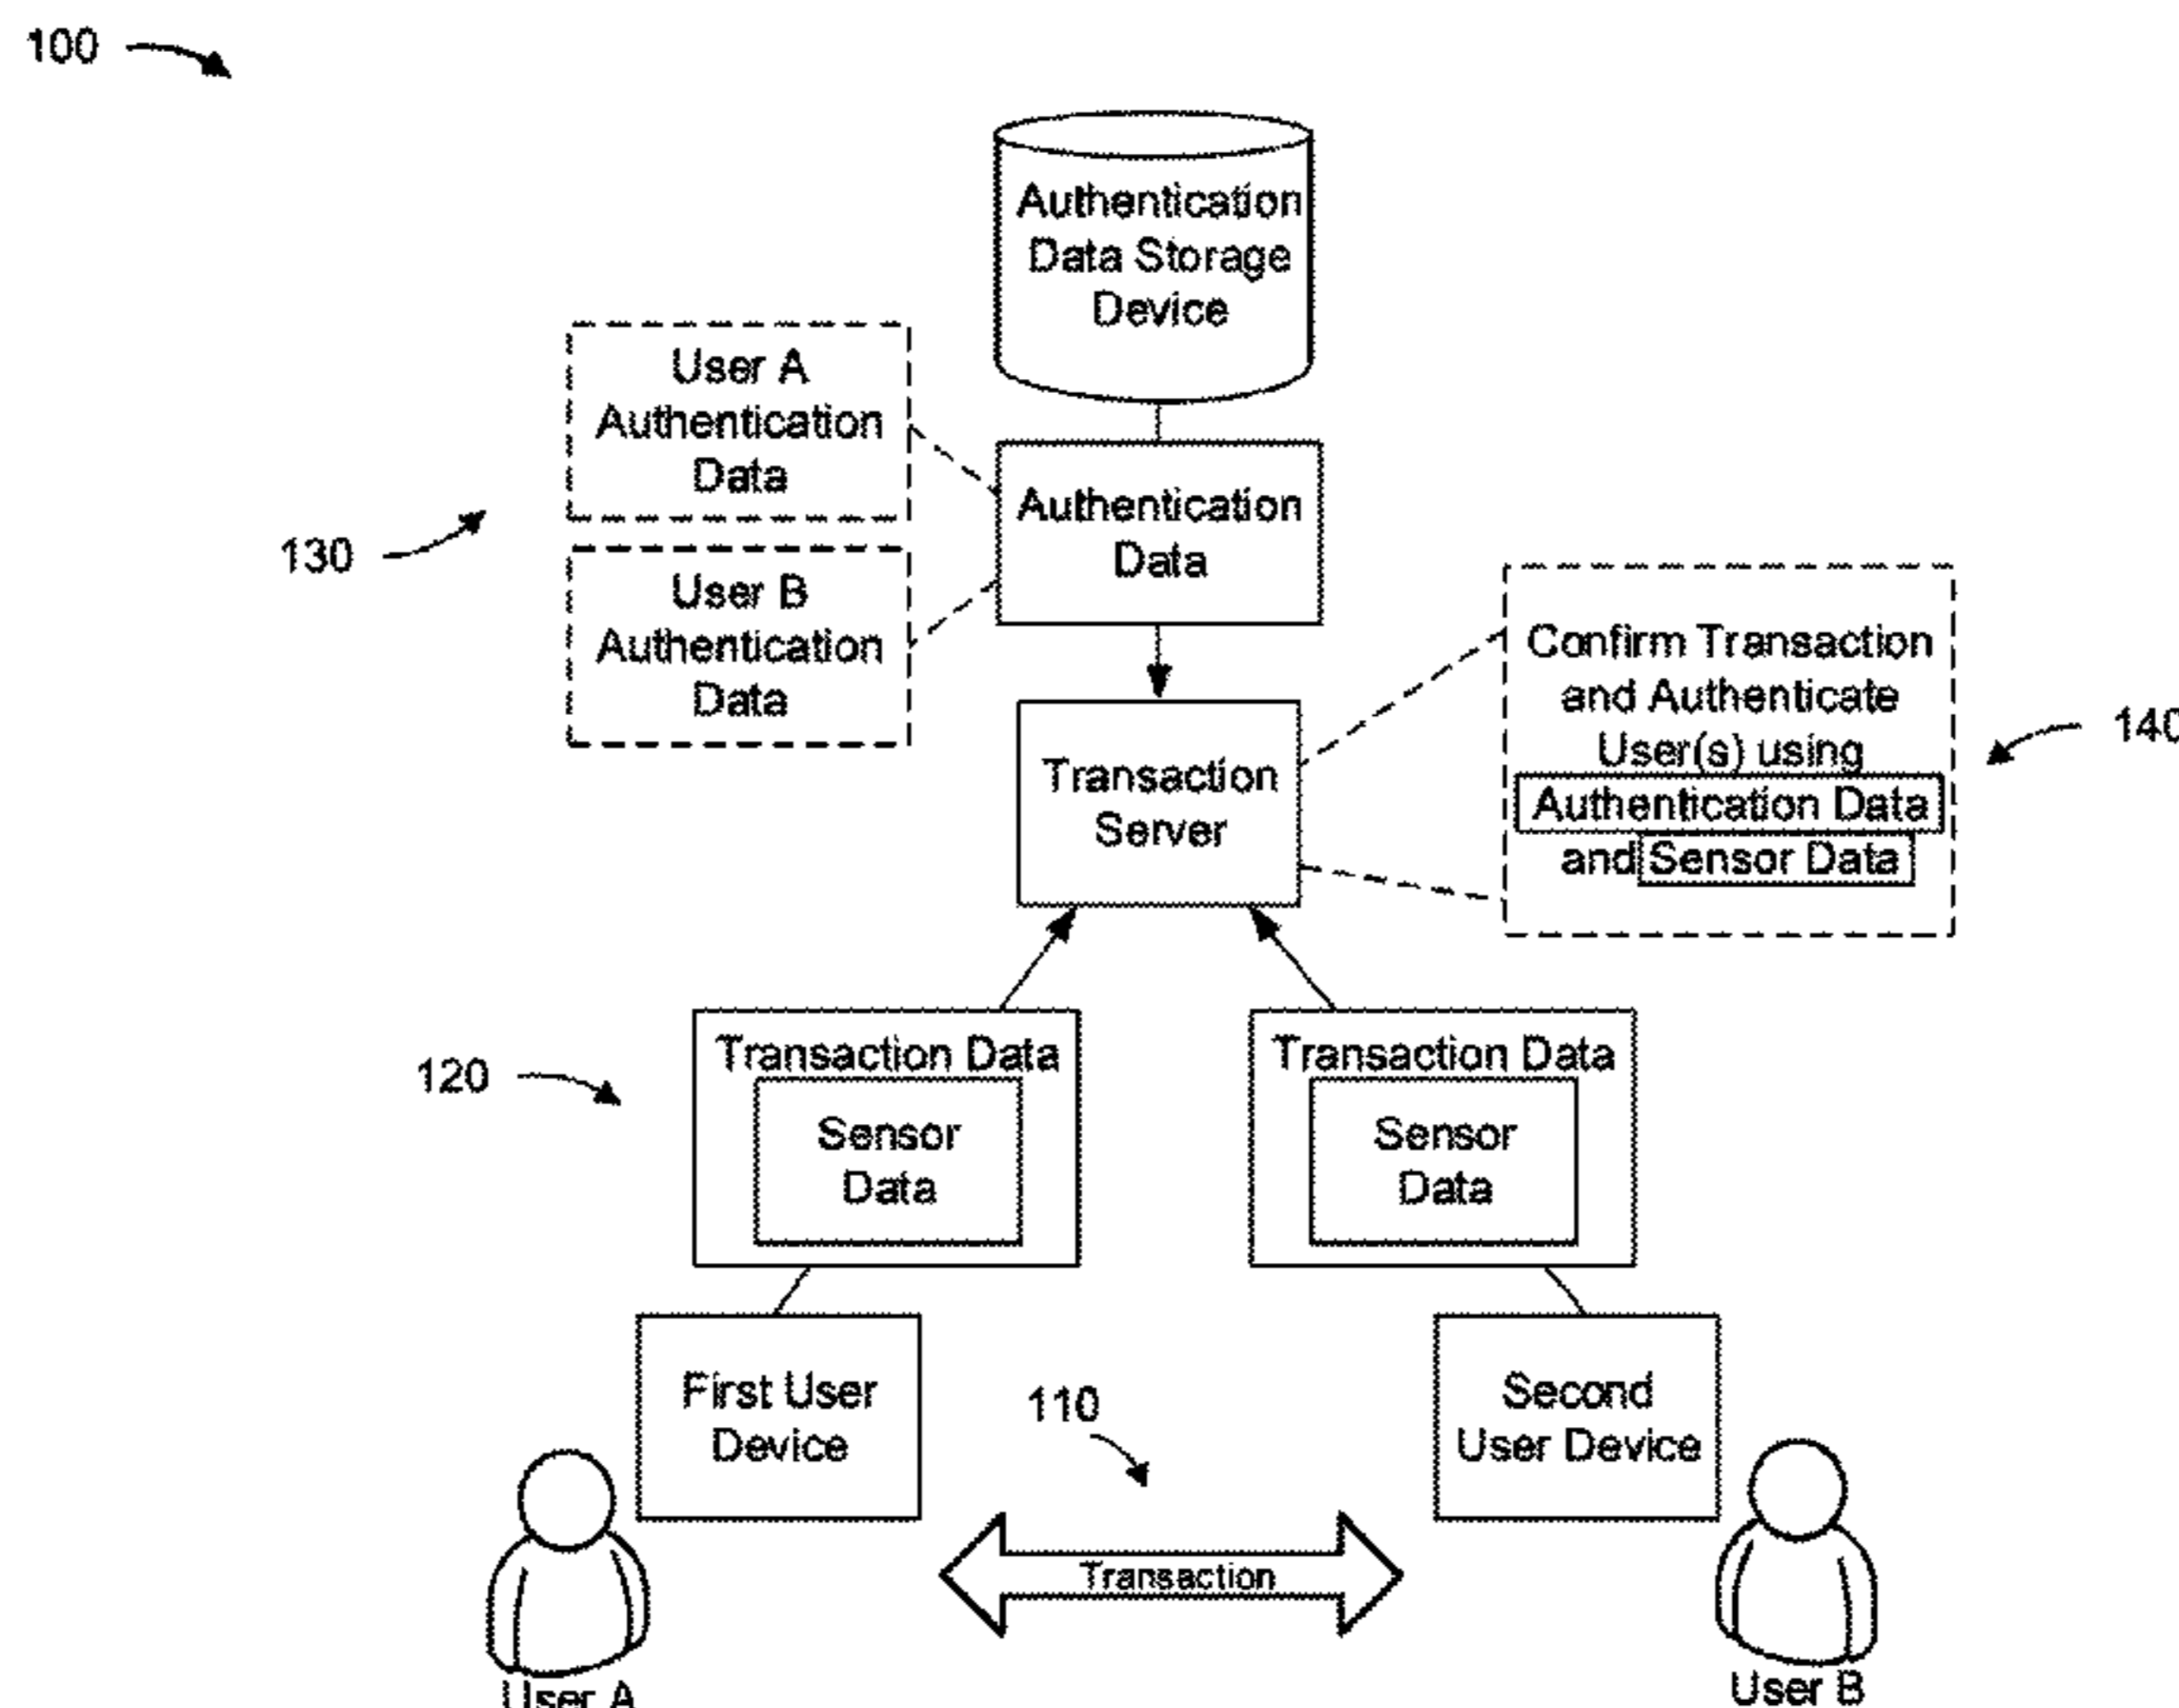 100
Authentication
Data Storage
Device
User A
Authentication
Data
Authentication
Data
130
User B
Authentication
Data
Confirm Transaction
and Authenticate
User(s) using
Authentication Data
and Sensor Data
140
Transaction
Server
120
Transaction Data
Sensor
Data
Transaction Data
Sensor
Data
First User
Device
110
Second
User Device
Transaction
User A
User B